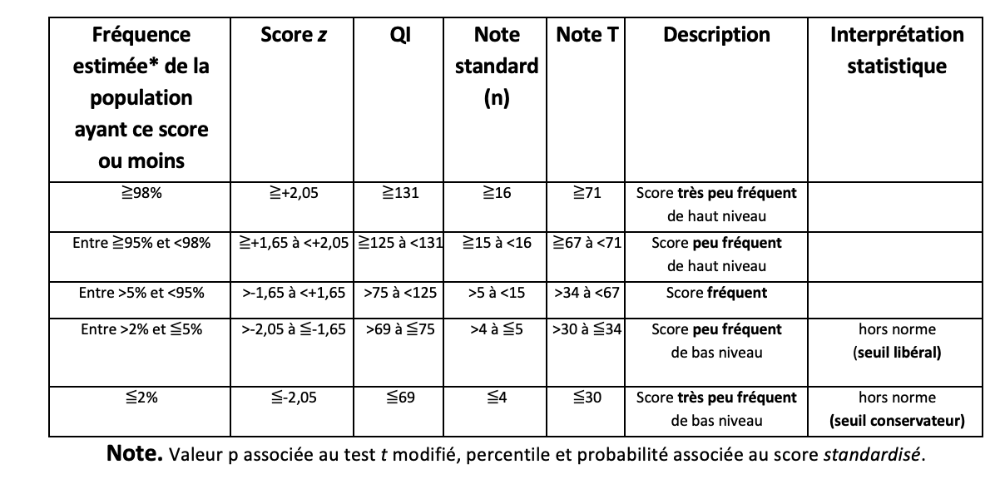 Fréquence estimée* de la population ayant ce score ou moins | Score z | QI | Note standard (n) | Note T | Description | Interprétation statistique
≧98% | ≧+2,05 | ≧131 | ≧16 | ≧71 | Score très peu fréquent de haut niveau |
Entre ≧95% et <98% | ≧+1,65 à <+2,05 | ≧125 à <131 | ≧15 à <16 | ≧67 à <71 | Score peu fréquent de haut niveau |
Entre >5% et <95% | >-1,65 à <+1,65 | >75 à <125 | >5 à <15 | >34 à <67 | Score fréquent |
Entre >2% et ≦5% | >-2,05 à ≦-1,65 | >69 à ≦75 | >4 à ≦5 | >30 à ≦34 | Score peu fréquent de bas niveau | hors norme (seuil libéral)
≦2% | ≦-2,05 | ≦69 | ≦4 | ≦30 | Score très peu fréquent de bas niveau | hors norme (seuil conservateur)
Note. Valeur p associée au test t modifié, percentile et probabilité associée au score standardisé.